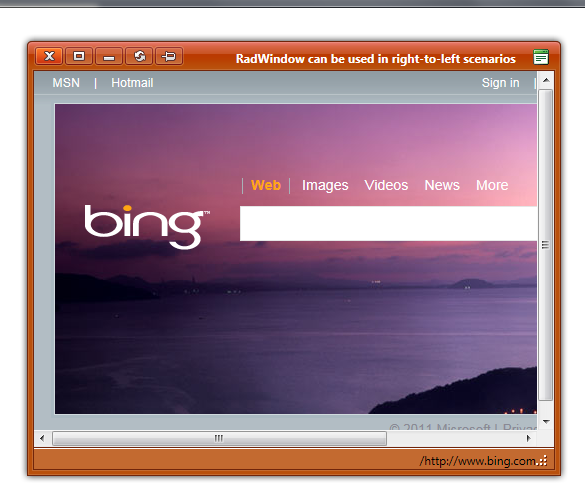 RadWindow can be used in right-to-left scenarios
MSN | Hotmail Sign in |
Web | Images Videos News More
bing™
© 2011 Microsoft |
/http://www.bing.com